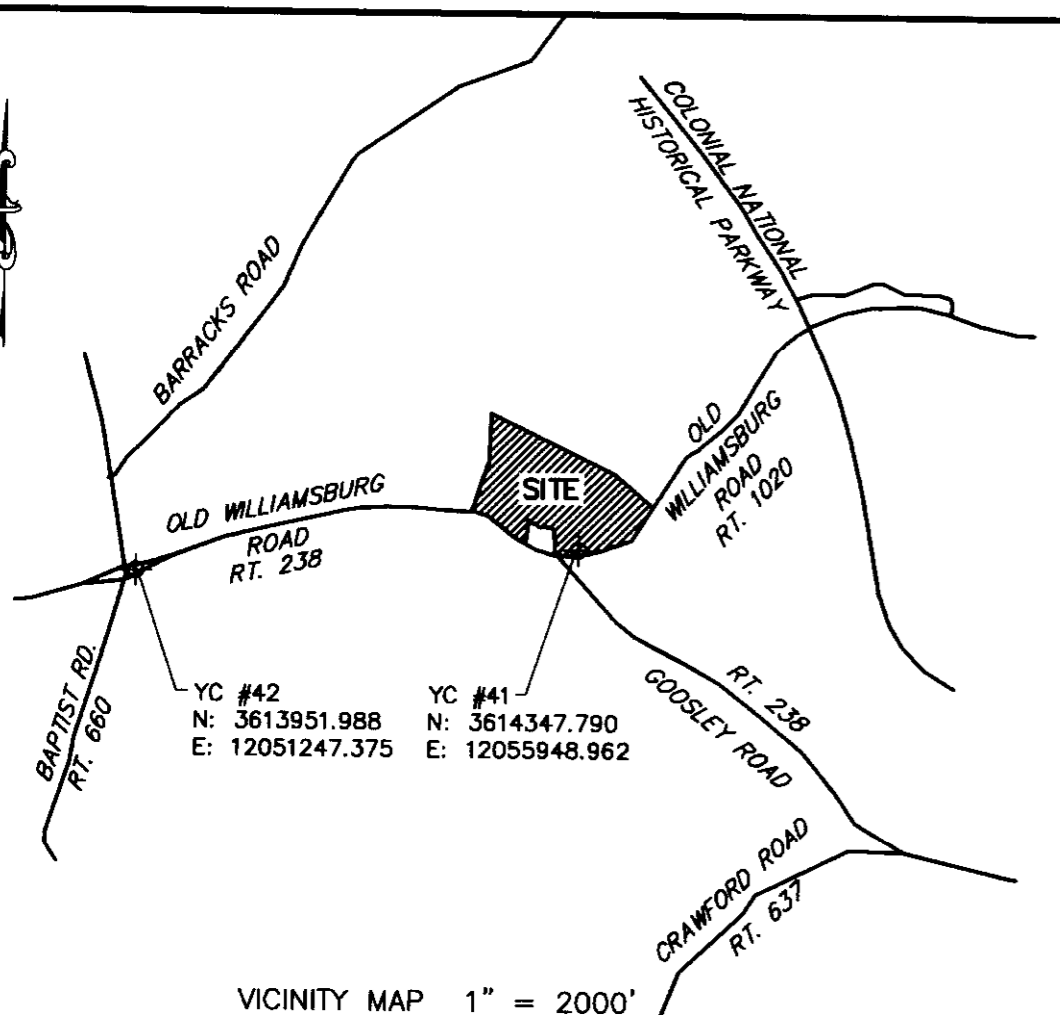 COLONIAL NATIONAL
HISTORICAL PARKWAY
BARRACKS ROAD
OLD
WILLIAMSBURG
ROAD
RT. 1020
SITE
OLD WILLIAMSBURG
ROAD
RT. 238
BAPTIST RD.
RT. 660
YC #42
N: 3613951.988
E: 12051247.375
YC #41
N: 3614347.790
E: 12055948.962
RT. 238
GOOSLEY ROAD
CRAWFORD ROAD
RT. 637
VICINITY MAP 1" = 2000'